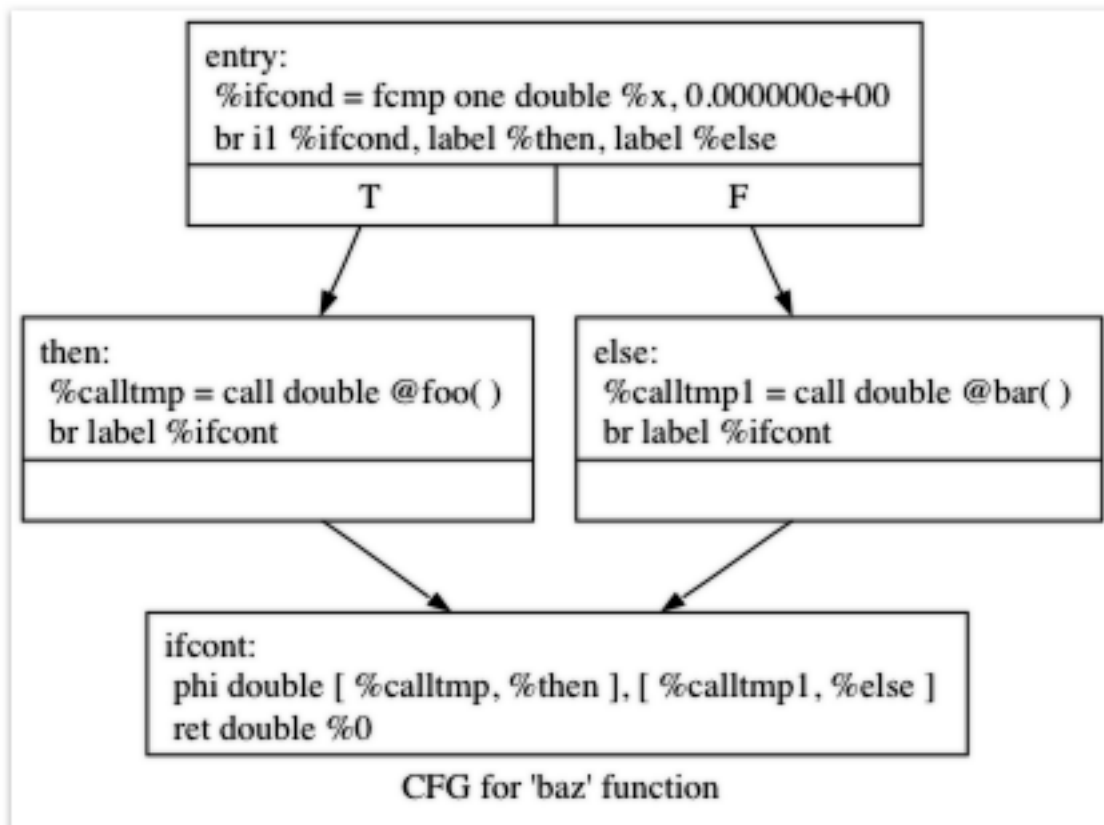 entry:
%ifcond = fcmp one double %x, 0.000000e+00
br i1 %ifcond, label %then, label %else
T
F
then:
%calltmp = call double @foo( )
br label %ifcont
else:
%calltmp1 = call double @bar( )
br label %ifcont
ifcont:
phi double [ %calltmp, %then ], [ %calltmp1, %else ]
ret double %0
CFG for 'baz' function